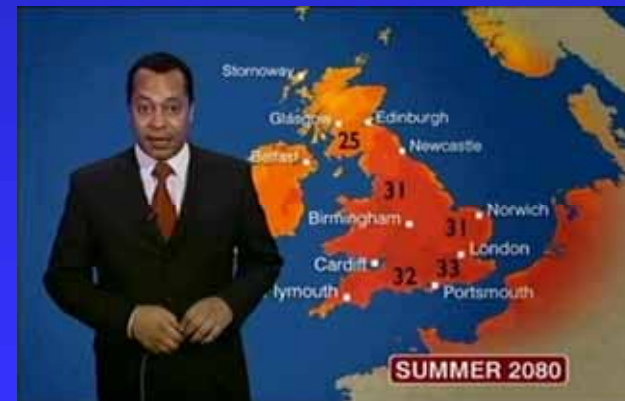 Stornoway
Glasgow
Edinburgh
25
Newcastle
Belfast
31
Norwich
Birmingham
31
London
Cardiff
33
32
lymouth
Portsmouth
SUMMER 2080